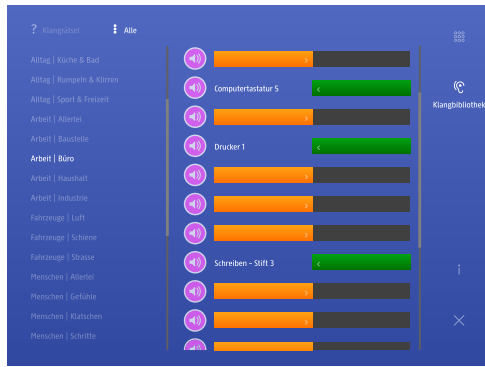 ? Klangrätsel
Alle
Alltag | Küche & Bad
Alltag | Rumpeln & Klirren
Alltag | Sport & Freizeit
Arbeit | Allerlei
Arbeit | Baustelle
Arbeit | Büro
Arbeit | Haushalt
Arbeit | Industrie
Fahrzeuge | Luft
Fahrzeuge | Schiene
Fahrzeuge | Strasse
Menschen | Allerlei
Menschen | Gefühle
Menschen | Klatschen
Menschen | Schritte
Computertastatur 5
Drucker 1
Schreiben – Stift 3
Klangbibliothek
i